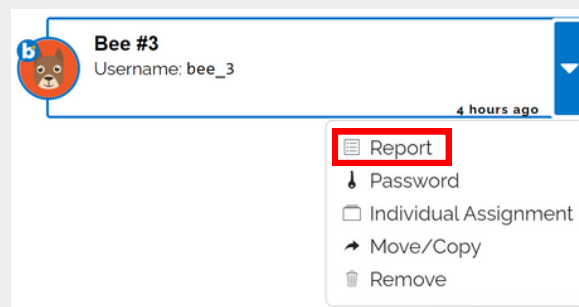 b
Bee #3
Username: bee_3
4 hours ago
Report
Password
Individual Assignment
Move/Copy
Remove